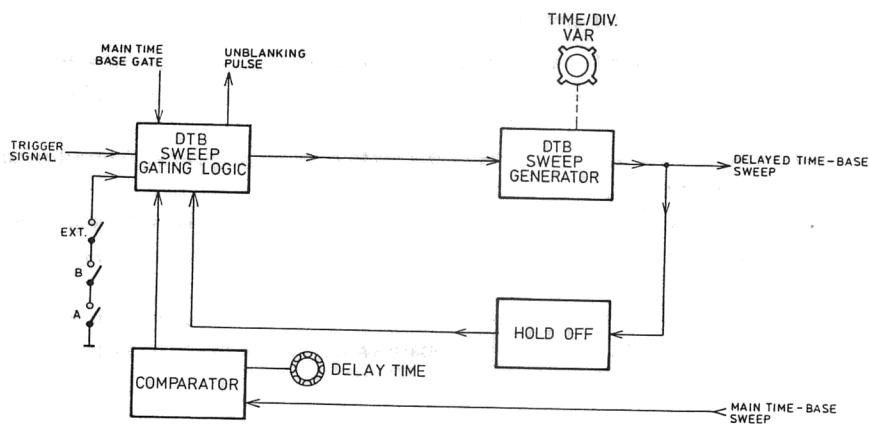 TIME/DIV.
VAR
MAIN TIME
BASE GATE
UNBLANKING
PULSE
TRIGGER
SIGNAL
DTB
SWEEP
GATING LOGIC
DTB
SWEEP
GENERATOR
DELAYED TIME-BASE
SWEEP
EXT.
B
A
HOLD OFF
COMPARATOR
DELAY TIME
MAIN TIME-BASE
SWEEP